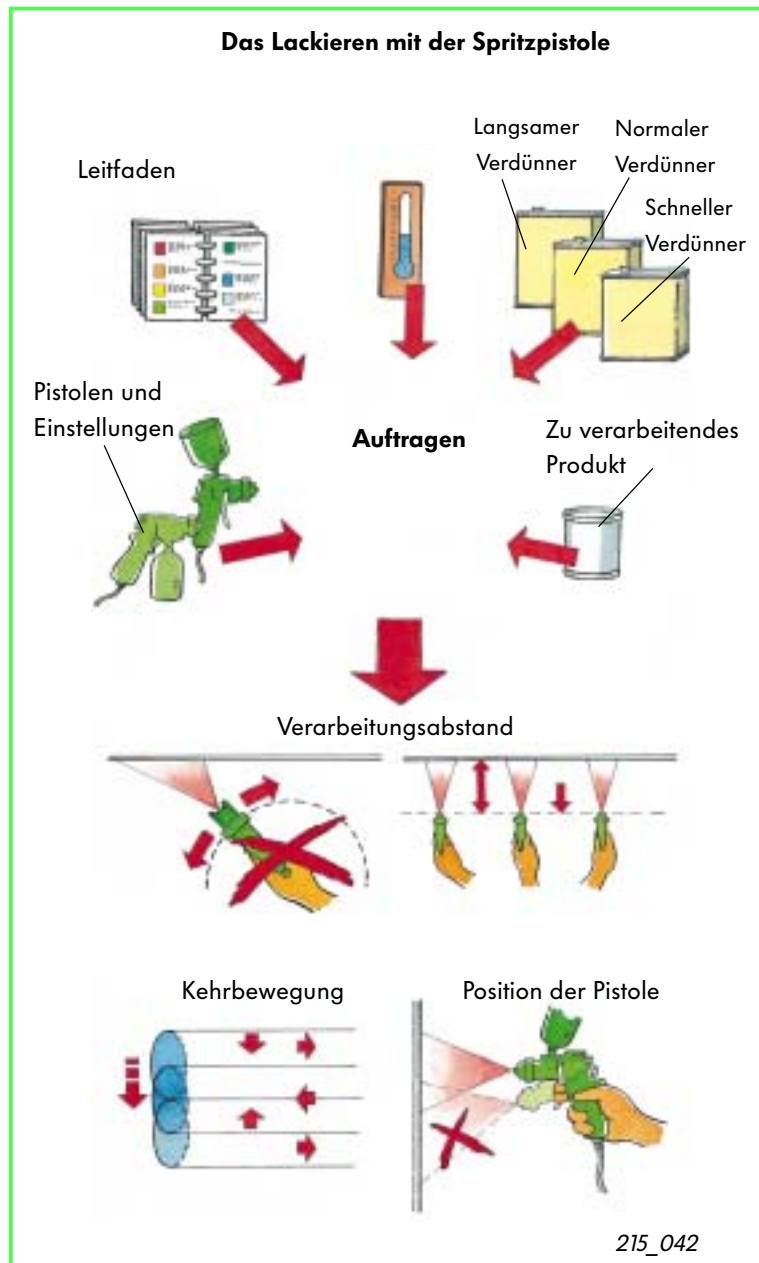 Das Lackieren mit der Spritzpistole
Leitfaden
Langsamer
Verdünner
Normaler
Verdünner
Schneller
Verdünner
Pistolen und
Einstellungen
Auftragen
Zu verarbeitendes
Produkt
Verarbeitungsabstand
Kehrbewegung
Position der Pistole
215_042